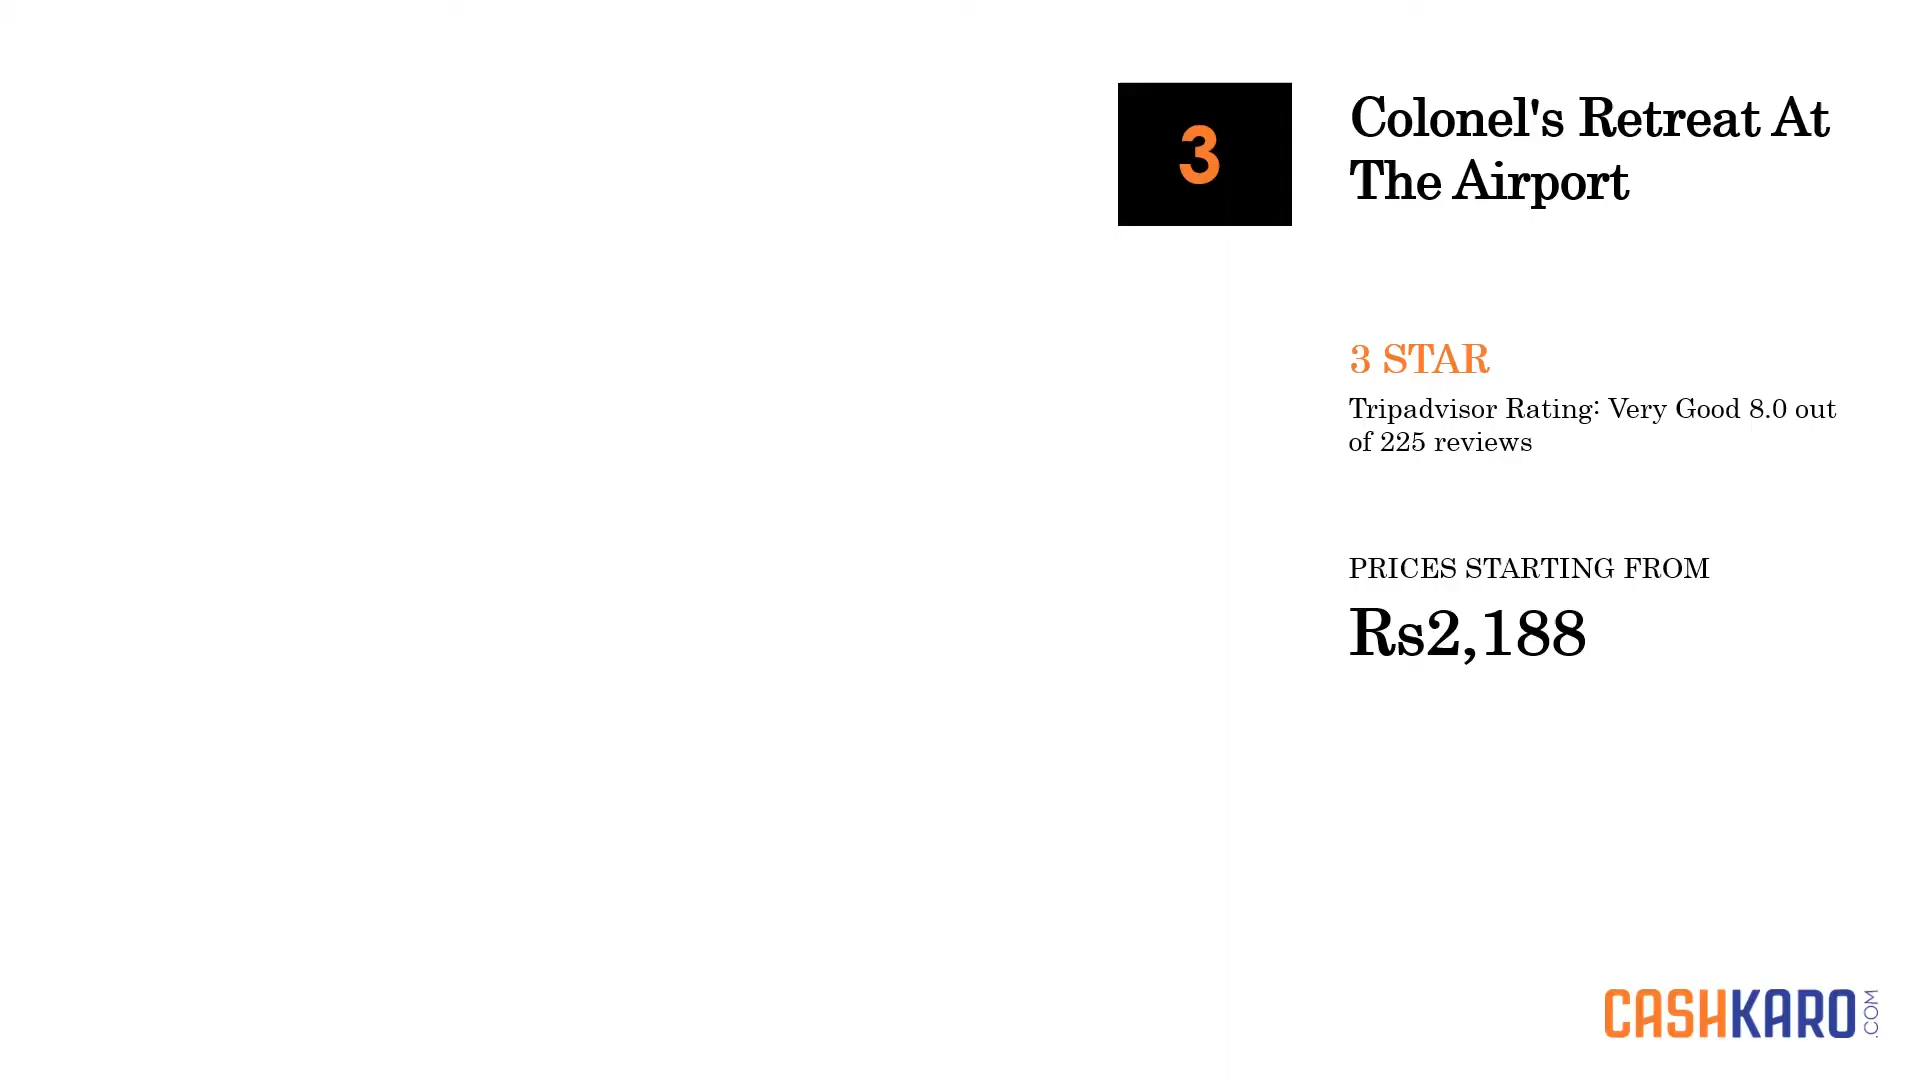 3
Colonel's Retreat At
The Airport
3 STAR
Tripadvisor Rating: Very Good 8.0 out
of 225 reviews
PRICES STARTING FROM
Rs2,188
CASHKARO.COM